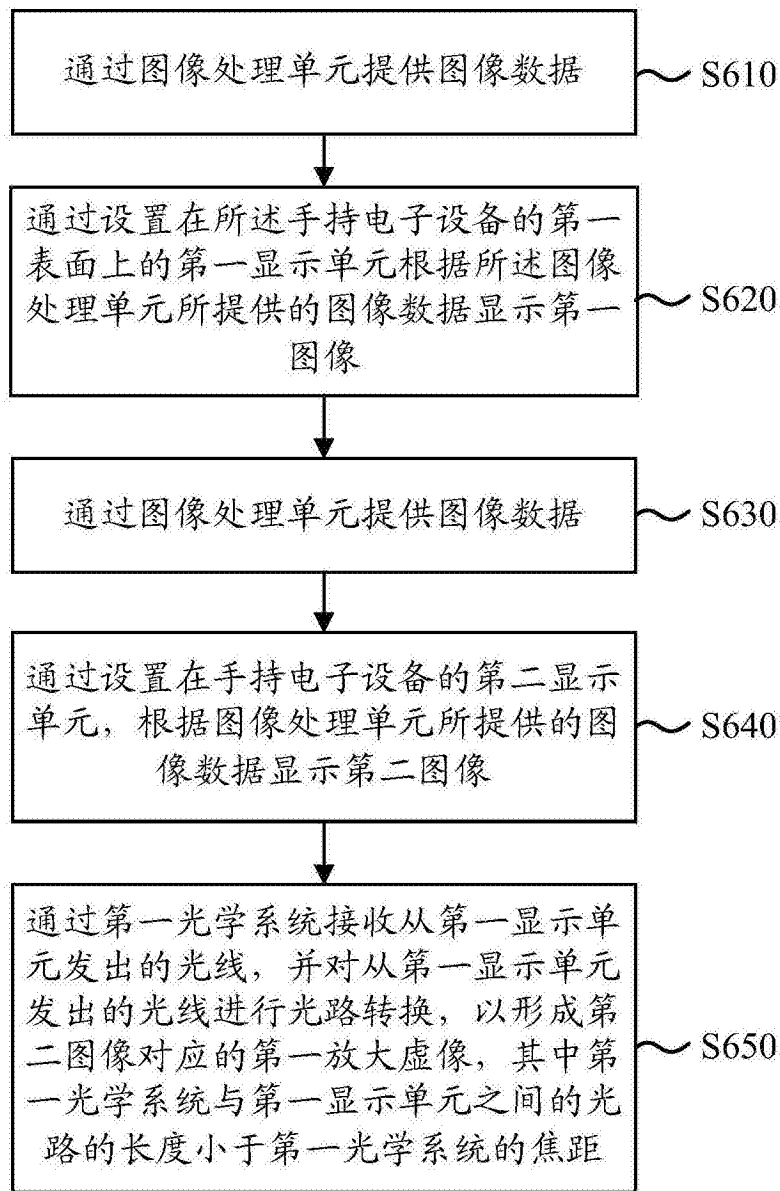 通过图像处理单元提供图像数据
S610
通过设置在所述手持电子设备的第一
表面上的第一显示单元根据所述图像
处理单元所提供的图像数据显示第一
图像
S620
通过图像处理单元提供图像数据
S630
通过设置在手持电子设备的第二显示
单元，根据图像处理单元所提供的图
像数据显示第二图像
S640
通过第一光学系统接收从第一显示单
元发出的光线，并对从第一显示单元
发出的光线进行光路转换，以形成第
二图像对应的第一放大虚像，其中第
一光学系统与第一显示单元之间的光
路的长度小于第一光学系统的焦距
S650